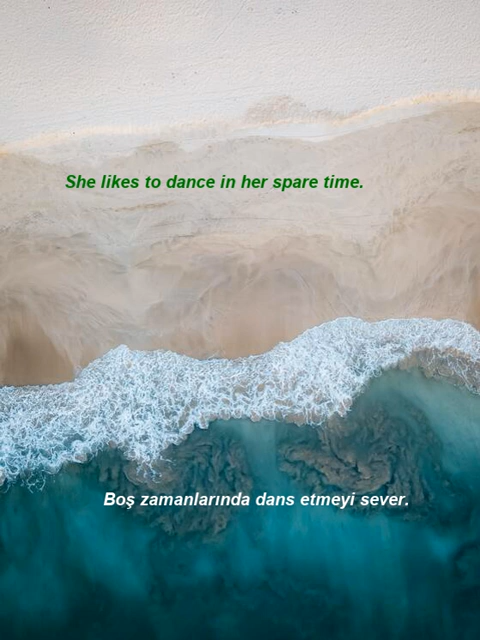 She likes to dance in her spare time.
Boş zamanlarında dans etmeyi sever.